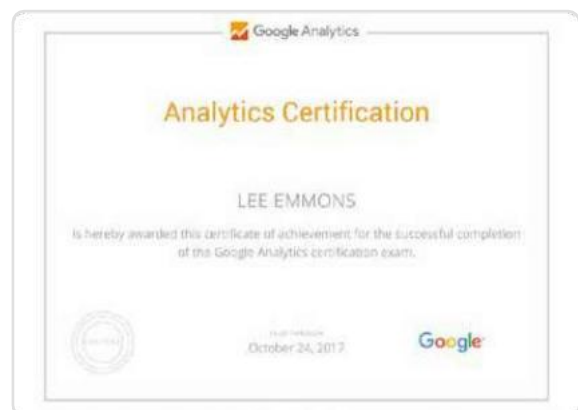 Google Analytics
Analytics Certification
LEE EMMONS
is hereby awarded this certificate of achievement for the successful completion
of the Google Analytics certification exam.
October 24, 2017
Google